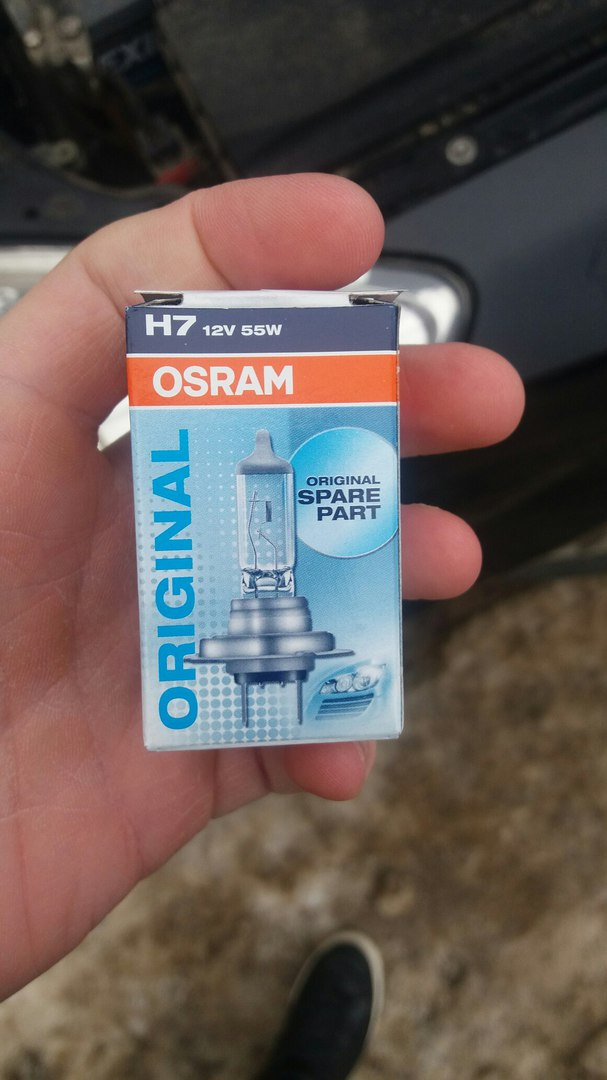 H7 12V 55W
OSRAM
ORIGINAL
ORIGINAL
SPARE
PART